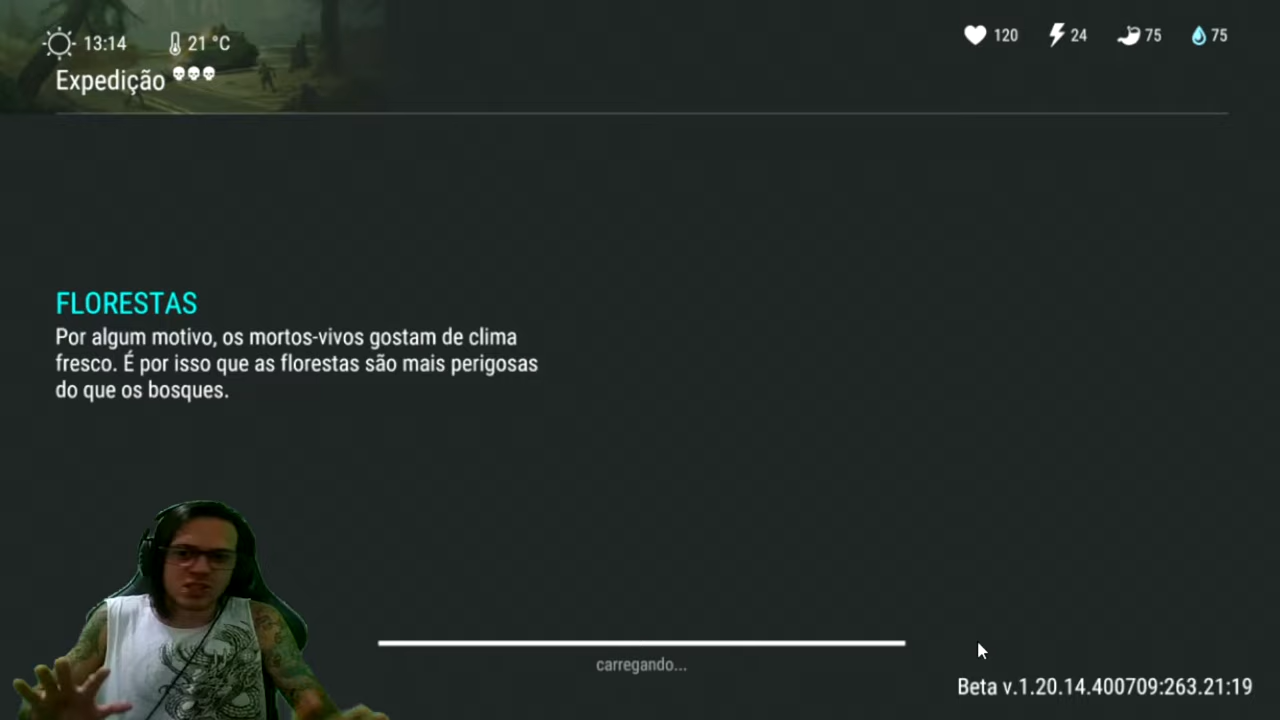 13:14 21 °C 120 24 75 75
Expedição
FLORESTAS
Por algum motivo, os mortos-vivos gostam de clima
fresco. É por isso que as florestas são mais perigosas
do que os bosques.
carregando...
Beta v.1.20.14.400709:263.21:19